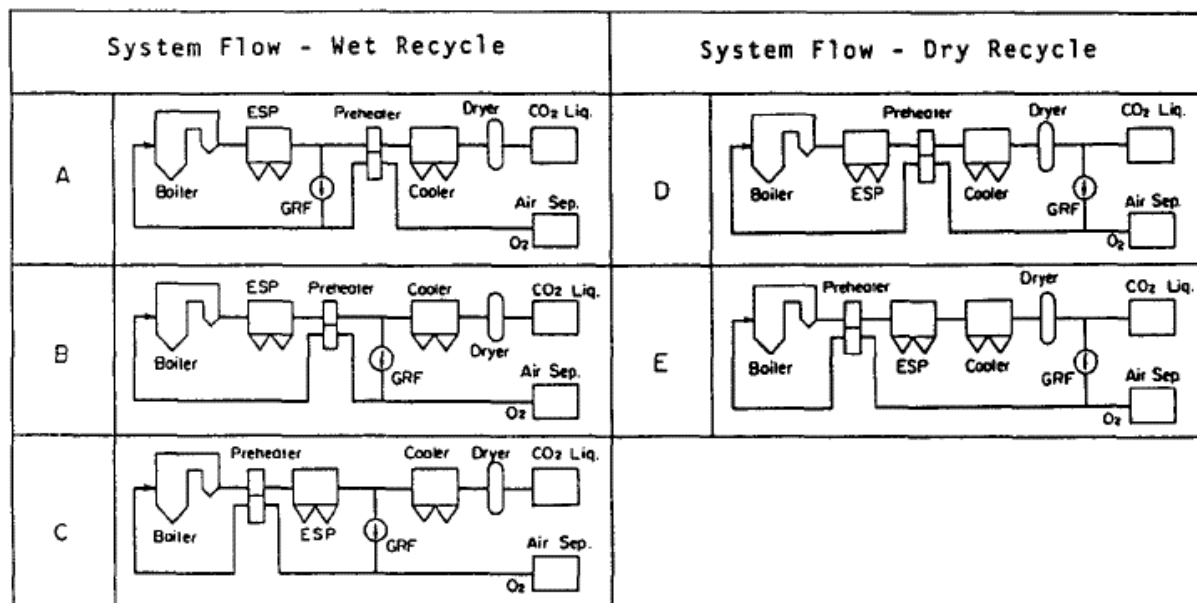 System Flow - Wet Recycle
System Flow - Dry Recycle
A
ESP
Preheater
Dryer
CO₂ Liq.
Boiler
GRF
Cooler
Air Sep.
O₂
D
Preheater
Dryer
CO₂ Liq.
Boiler
ESP
Cooler
GRF
Air Sep.
O₂
B
ESP
Preheater
Cooler
CO₂ Liq.
Boiler
GRF
Dryer
Air Sep.
O₂
E
Preheater
Dryer
CO₂ Liq.
Boiler
ESP
Cooler
GRF
Air Sep
O₂
C
Preheater
Cooler
Dryer
CO₂ Liq.
Boiler
ESP
GRF
Air Sep.
O₂